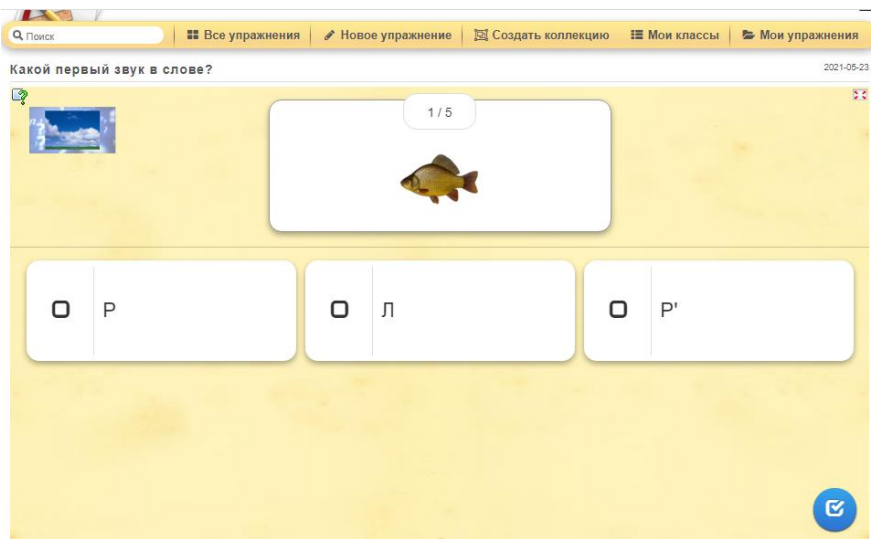 Поиск
Все упражнения
Новое упражнение
Создать коллекцию
Мои классы
Мои упражнения
Какой первый звук в слове?
2021-05-23
1 / 5
Р
Л
Р'